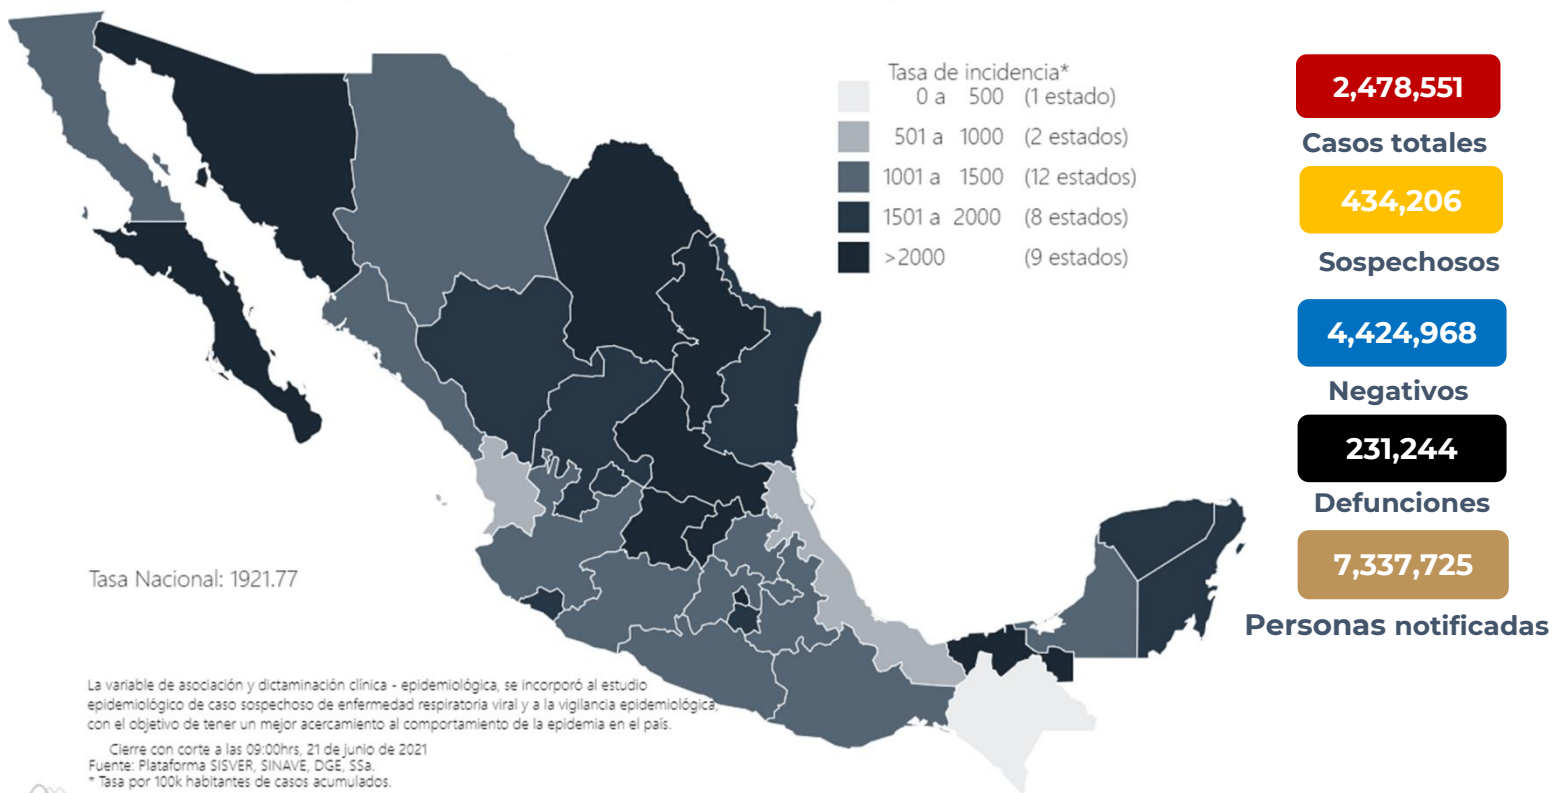 Tasa de incidencia*
0 a 500 (1 estado)
501 a 1000 (2 estados)
1001 a 1500 (12 estados)
1501 a 2000 (8 estados)
>2000 (9 estados)
2,478,551
Casos totales
434,206
Sospechosos
4,424,968
Negativos
231,244
Defunciones
7,337,725
Personas notificadas
Tasa Nacional: 1921.77
La variable de asociación y dictaminación clínica - epidemiológica, se incorporó al estudio
epidemiológico de caso sospechoso de enfermedad respiratoria viral y a la vigilancia epidemiológica,
con el objetivo de tener un mejor acercamiento al comportamiento de la epidemia en el país.
Cierre con corte a las 09:00hrs, 21 de junio de 2021
Fuente: Plataforma SISVER, SINAVE, DGE, SSa.
* Tasa por 100k habitantes de casos acumulados.